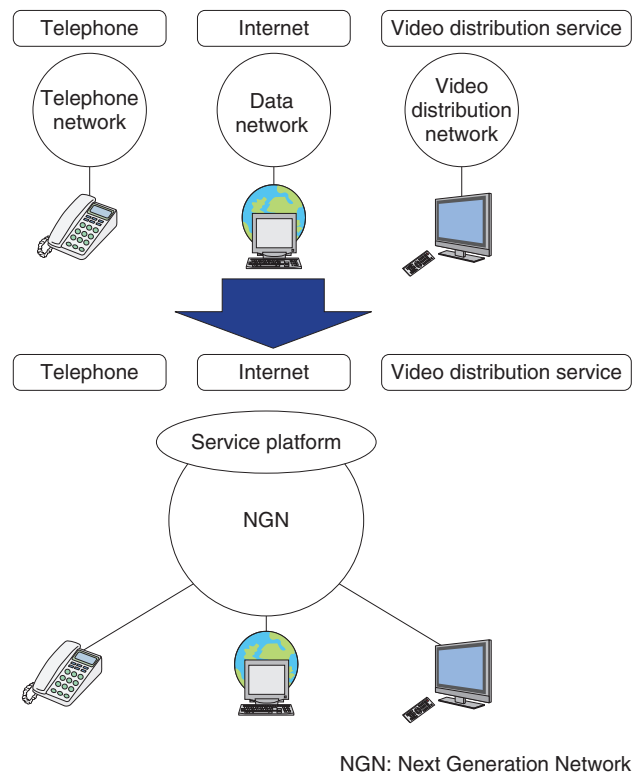 Telephone
Internet
Video distribution service
Telephone
network
Data
network
Video
distribution
network
Telephone
Internet
Video distribution service
Service platform
NGN
NGN: Next Generation Network